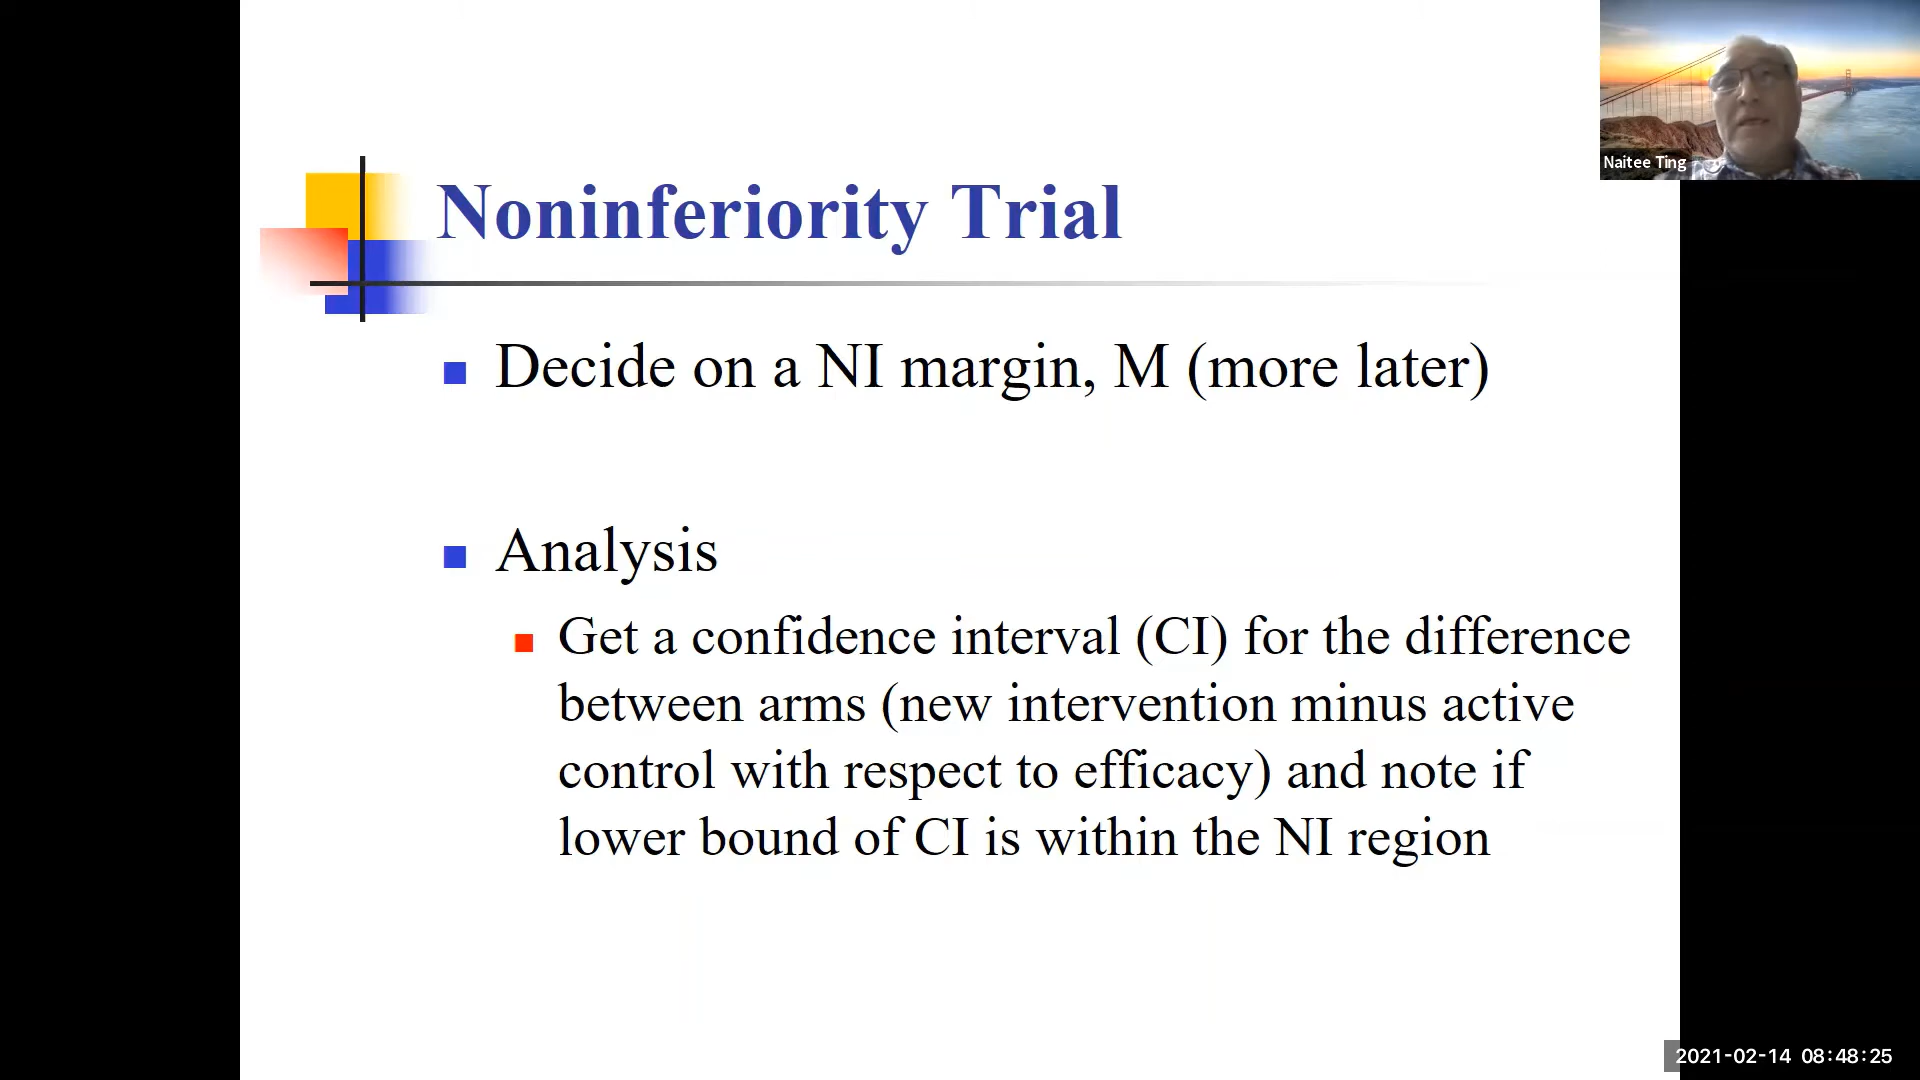 Naitee Ting
Noninferiority Trial
Decide on a NI margin, M (more later)
Analysis
Get a confidence interval (CI) for the difference
between arms (new intervention minus active
control with respect to efficacy) and note if
lower bound of CI is within the NI region
2021-02-14 08:48:25